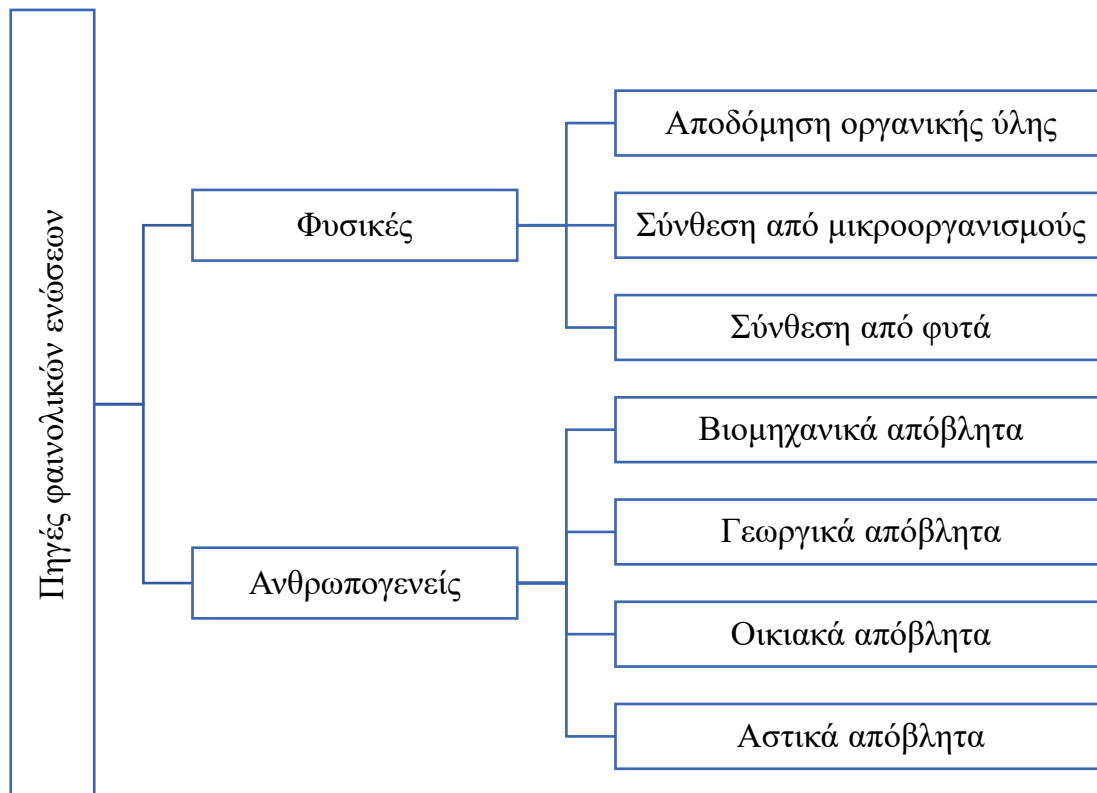 Πηγές φαινολικών ενώσεων
Φυσικές
Αποδόμηση οργανικής ύλης
Σύνθεση από μικροοργανισμούς
Σύνθεση από φυτά
Ανθρωπογενείς
Βιομηχανικά απόβλητα
Γεωργικά απόβλητα
Οικιακά απόβλητα
Αστικά απόβλητα